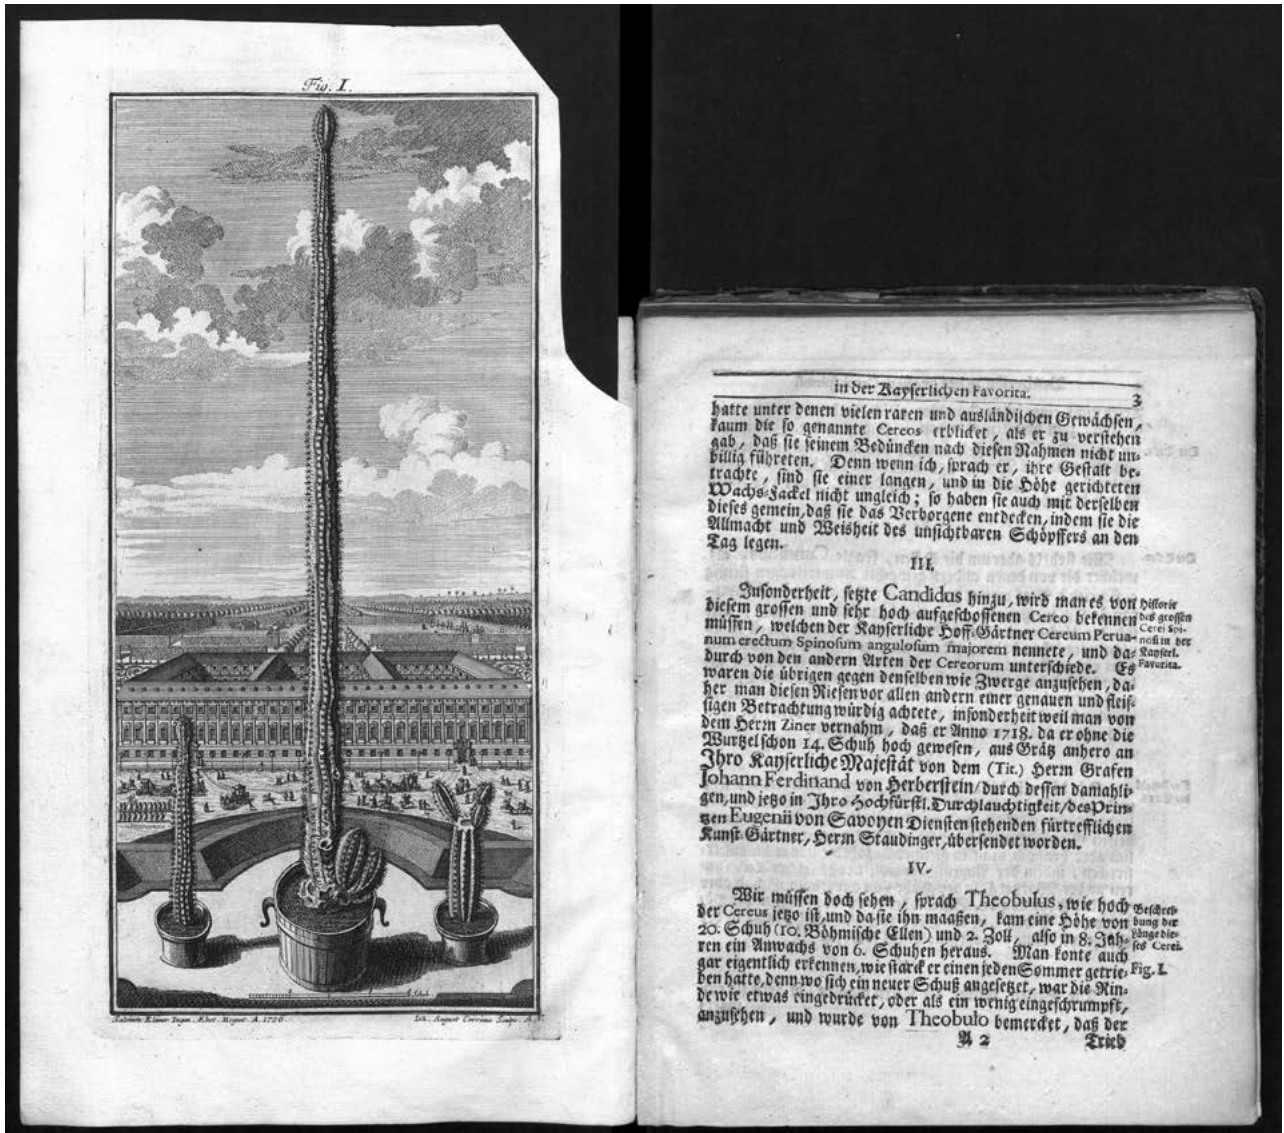 Fig. I.
Salomon Kleiner Ingen. Elect. Mogunt. A. 1726
Joh. August Corvinus Sculps. A. V.
in der Kayserlichen Favorita. 3
hatte unter denen vielen raren und ausländischen Gewächsen,
kaum die so genannte Cereos erblicket, als er zu verstehen
gab, daß sie seinem Bedüncken nach diesen Nahmen nicht un-
billig führeten. Denn wenn ich, sprach er, ihre Gestalt be-
trachte, sind sie einer langen, und in die Höhe gerichteten
Wachs-Fackel nicht ungleich; so haben sie auch mit derselben
dieses gemein, daß sie das Verborgene entdecken, indem sie die
Allmacht und Weisheit des unsichtbaren Schöpffers an den
Tag legen.
III.
Insonderheit, setzte Candidus hinzu, wird man es von
diesem grossen und sehr hoch aufgeschossenen Cereo bekennen
müssen, welchen der Kayserliche Hoff-Gärtner Cereum Perua-
num erectum Spinosum angulosum majorem nennete, und da-
durch von den andern Arten der Cereorum unterschiede. Es
waren die übrigen gegen denselben wie Zwerge anzusehen, da-
her man diesen Riesen vor allen andern einer genauen und fleis-
sigen Betrachtung würdig achtete, insonderheit weil man von
dem Herrn Ziner vernahm, daß er Anno 1718. da er ohne die
Wurtzel schon 14. Schuh hoch gewesen, aus Grätz anhero an
Ihro Kayserliche Majestät von dem (Tit.) Herrn Grafen
Johann Ferdinand von Herberstein/ durch dessen damahli-
gen, und jetzo in Ihro Hochfürstl. Durchlauchtigkeit/ des Prin-
tzen Eugenii von Savoyen Diensten stehenden fürtrefflichen
Kunst-Gärtner, Herrn Staudinger, übersendet worden.
Historie
des grossen
Cerei Spi-
nosi in der
Kayserl.
Favorita.
IV.
Wir müssen doch sehen, sprach Theobulus, wie hoch
der Cereus jetzo ist, und da sie ihn maaßen, kam eine Höhe von
20. Schuh (10. Böhmische Ellen) und 2. Zoll, also in 8. Jah-
ren ein Anwachs von 6. Schuhen heraus. Man konte auch
gar eigentlich erkennen, wie starck er einen jeden Sommer getrie-
ben hatte, denn wo sich ein neuer Schuß angesetzet, war die Rin-
de wie etwas eingedrücket, oder als ein wenig eingeschrumpft,
anzusehen, und wurde von Theobulo bemercket, daß der
Beschrei-
bung der
Länge die-
ses Cerei.
Fig. I.
A 2 Trieb